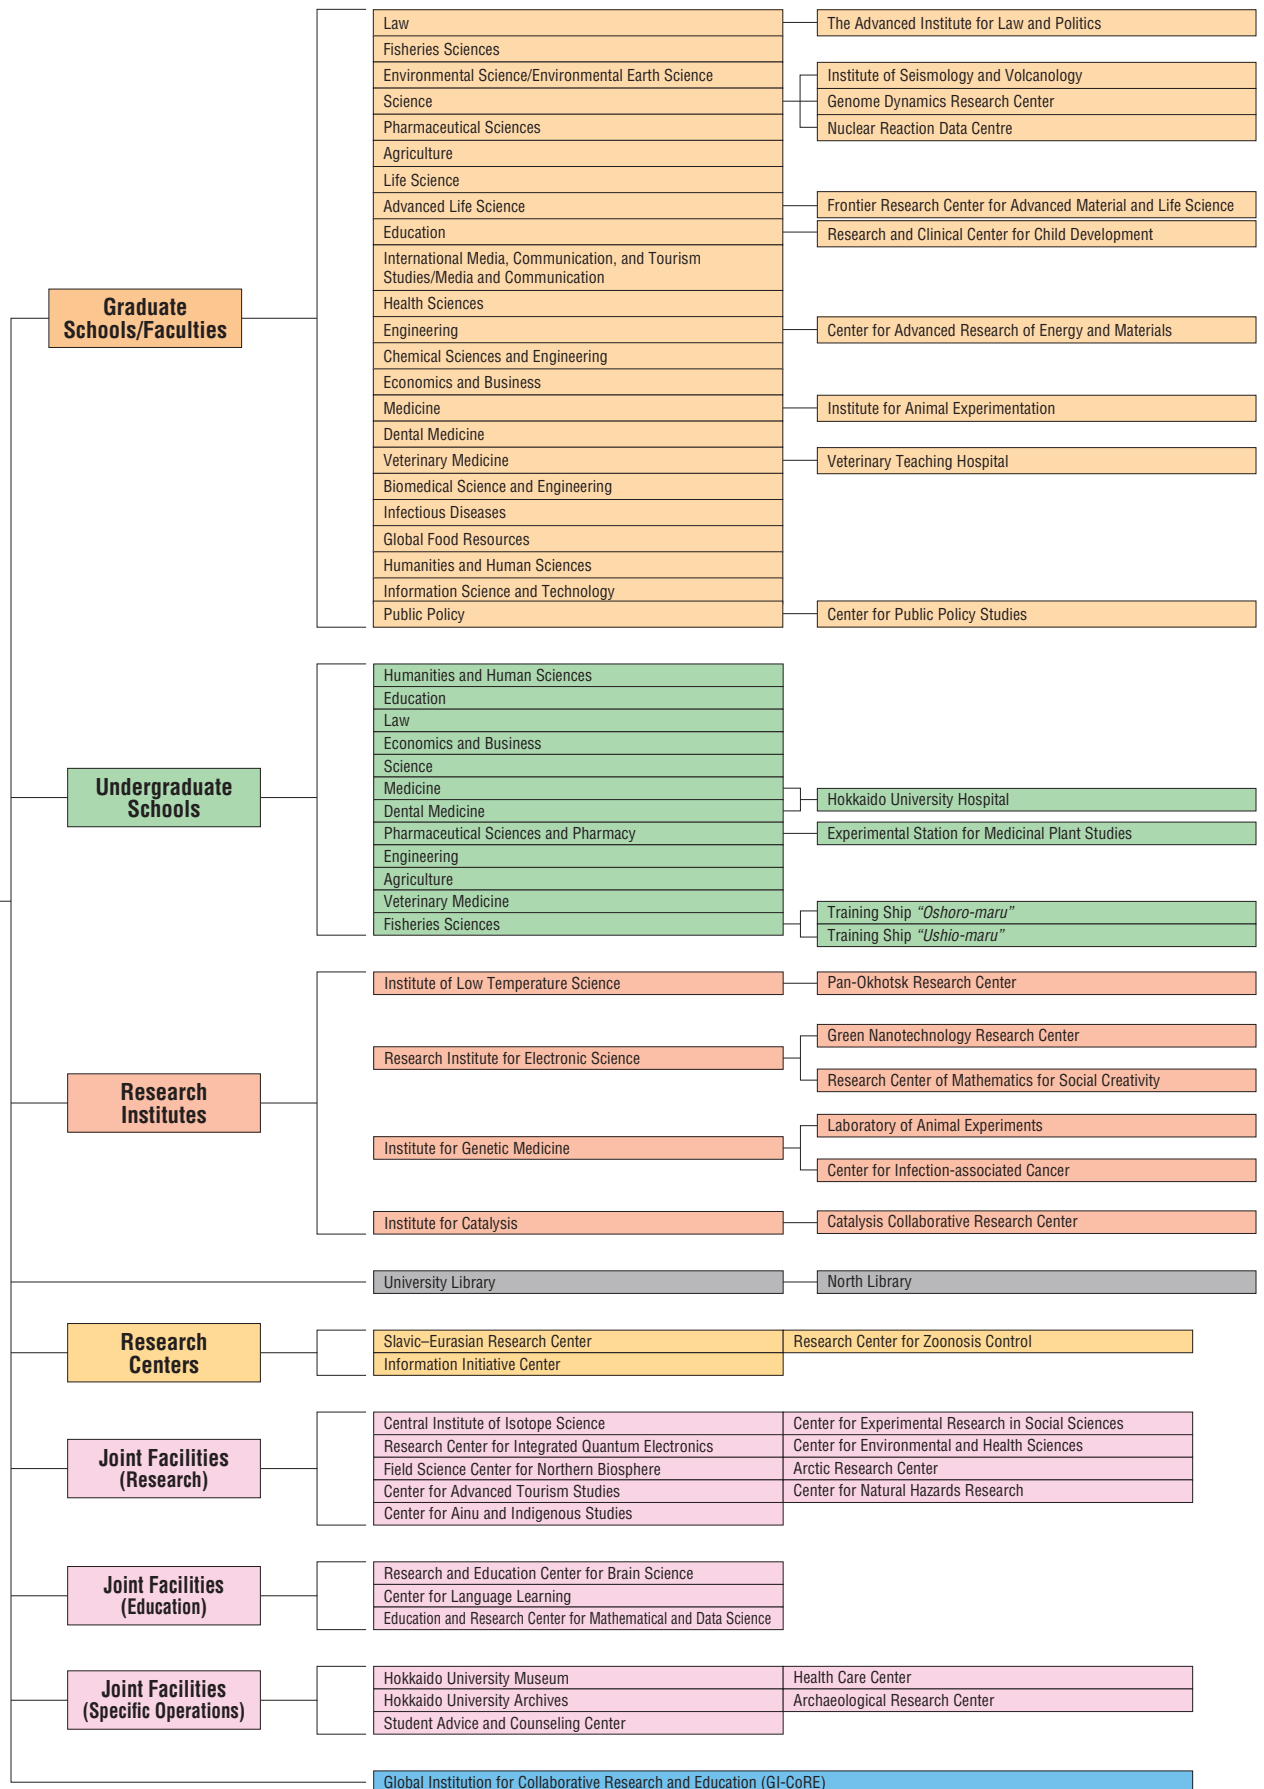 Graduate
Schools/Faculties
Law
The Advanced Institute for Law and Politics
Fisheries Sciences
Environmental Science/Environmental Earth Science
Institute of Seismology and Volcanology
Science
Genome Dynamics Research Center
Pharmaceutical Sciences
Nuclear Reaction Data Centre
Agriculture
Life Science
Advanced Life Science
Frontier Research Center for Advanced Material and Life Science
Education
Research and Clinical Center for Child Development
International Media, Communication, and Tourism
Studies/Media and Communication
Health Sciences
Engineering
Center for Advanced Research of Energy and Materials
Chemical Sciences and Engineering
Economics and Business
Medicine
Institute for Animal Experimentation
Dental Medicine
Veterinary Medicine
Veterinary Teaching Hospital
Biomedical Science and Engineering
Infectious Diseases
Global Food Resources
Humanities and Human Sciences
Information Science and Technology
Public Policy
Center for Public Policy Studies
Undergraduate
Schools
Humanities and Human Sciences
Education
Law
Economics and Business
Science
Medicine
Dental Medicine
Hokkaido University Hospital
Pharmaceutical Sciences and Pharmacy
Experimental Station for Medicinal Plant Studies
Engineering
Agriculture
Veterinary Medicine
Fisheries Sciences
Training Ship “Oshoro-maru”
Training Ship “Ushio-maru”
Research
Institutes
Institute of Low Temperature Science
Pan-Okhotsk Research Center
Research Institute for Electronic Science
Green Nanotechnology Research Center
Research Center of Mathematics for Social Creativity
Institute for Genetic Medicine
Laboratory of Animal Experiments
Center for Infection-associated Cancer
Institute for Catalysis
Catalysis Collaborative Research Center
University Library
North Library
Research
Centers
Slavic–Eurasian Research Center
Research Center for Zoonosis Control
Information Initiative Center
Joint Facilities
(Research)
Central Institute of Isotope Science
Center for Experimental Research in Social Sciences
Research Center for Integrated Quantum Electronics
Center for Environmental and Health Sciences
Field Science Center for Northern Biosphere
Arctic Research Center
Center for Advanced Tourism Studies
Center for Natural Hazards Research
Center for Ainu and Indigenous Studies
Joint Facilities
(Education)
Research and Education Center for Brain Science
Center for Language Learning
Education and Research Center for Mathematical and Data Science
Joint Facilities
(Specific Operations)
Hokkaido University Museum
Health Care Center
Hokkaido University Archives
Archaeological Research Center
Student Advice and Counseling Center
Global Institution for Collaborative Research and Education (GI-CoRE)